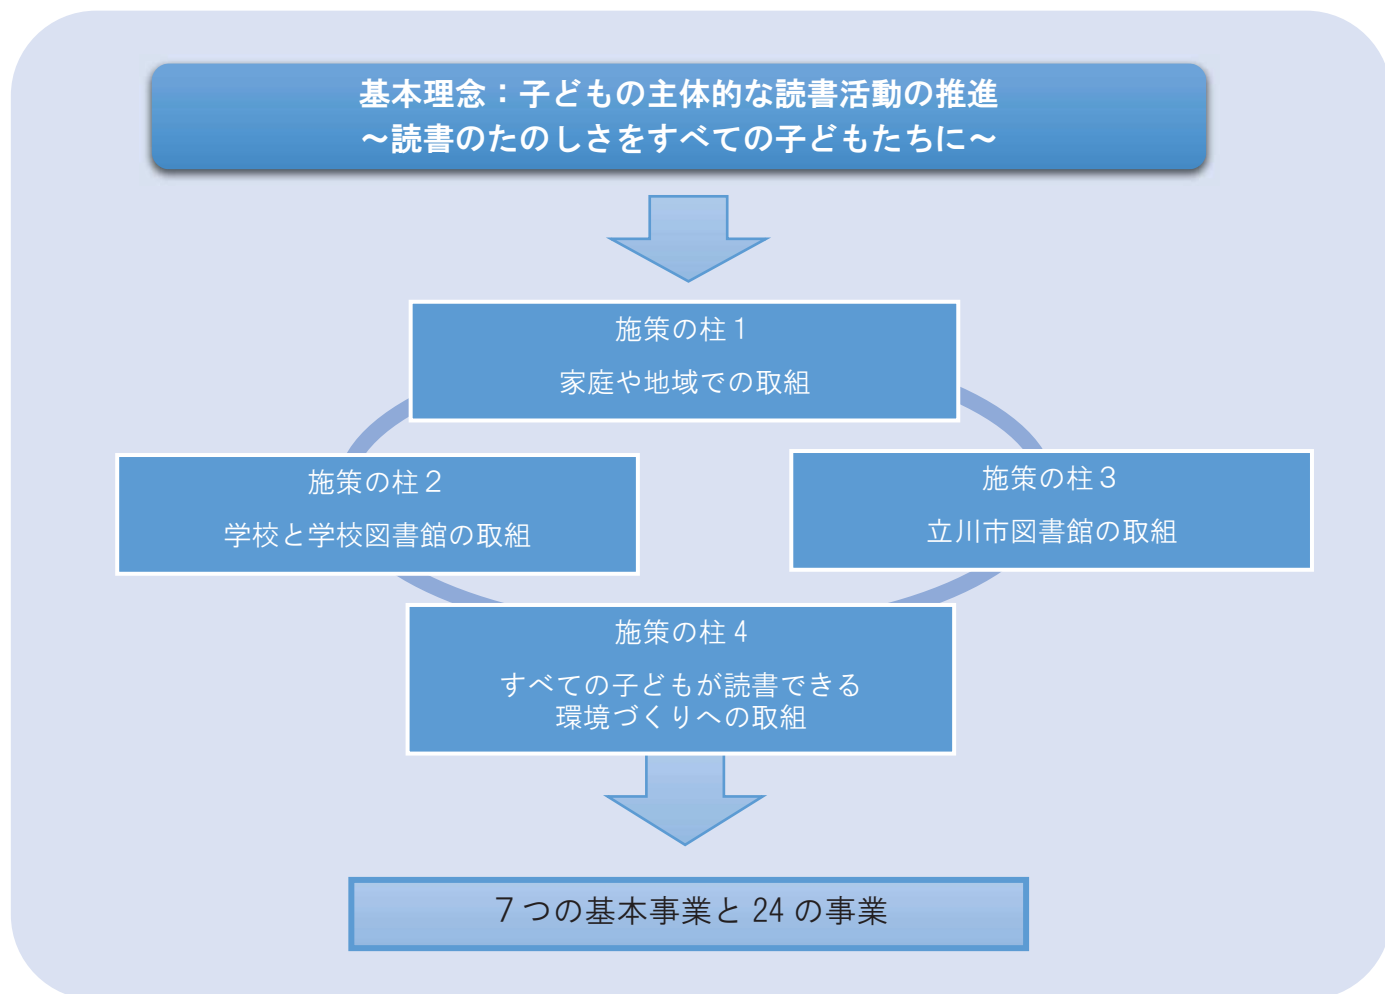 基本理念：子どもの主体的な読書活動の推進
～読書のたのしさをすべての子どもたちに～
施策の柱１
家庭や地域での取組
施策の柱２
学校と学校図書館の取組
施策の柱３
立川市図書館の取組
施策の柱４
すべての子どもが読書できる
環境づくりへの取組
７つの基本事業と 24 の事業